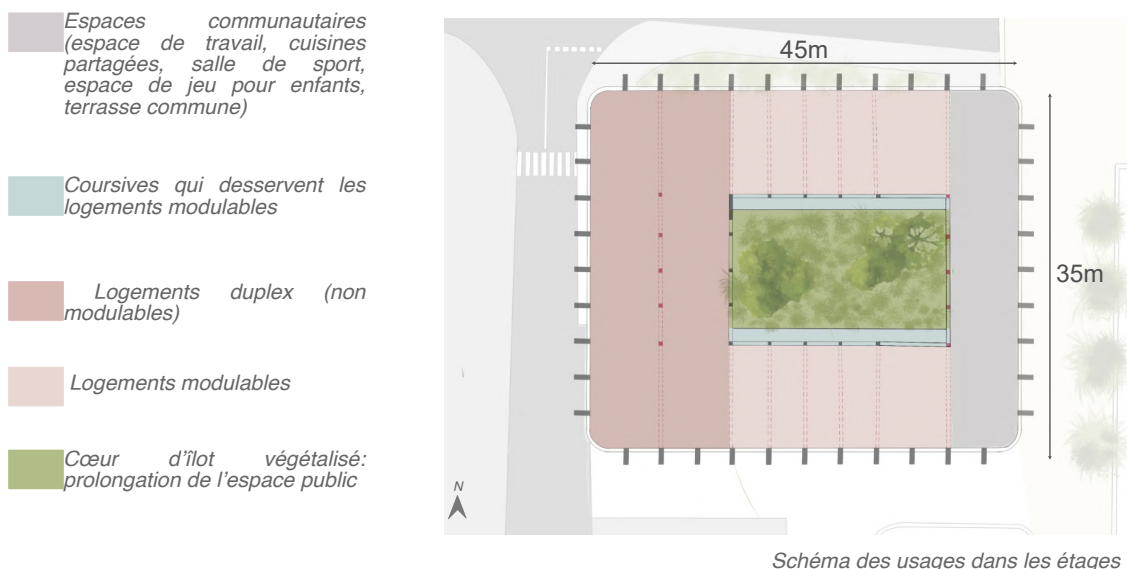 Espaces communautaires
(espace de travail, cuisines
partagées, salle de sport,
espace de jeu pour enfants,
terrasse commune)
Coursives qui desservent les
logements modulables
Logements duplex (non
modulables)
Logements modulables
Cœur d'îlot végétalisé:
prolongation de l'espace public
45m
35m
N
Schéma des usages dans les étages